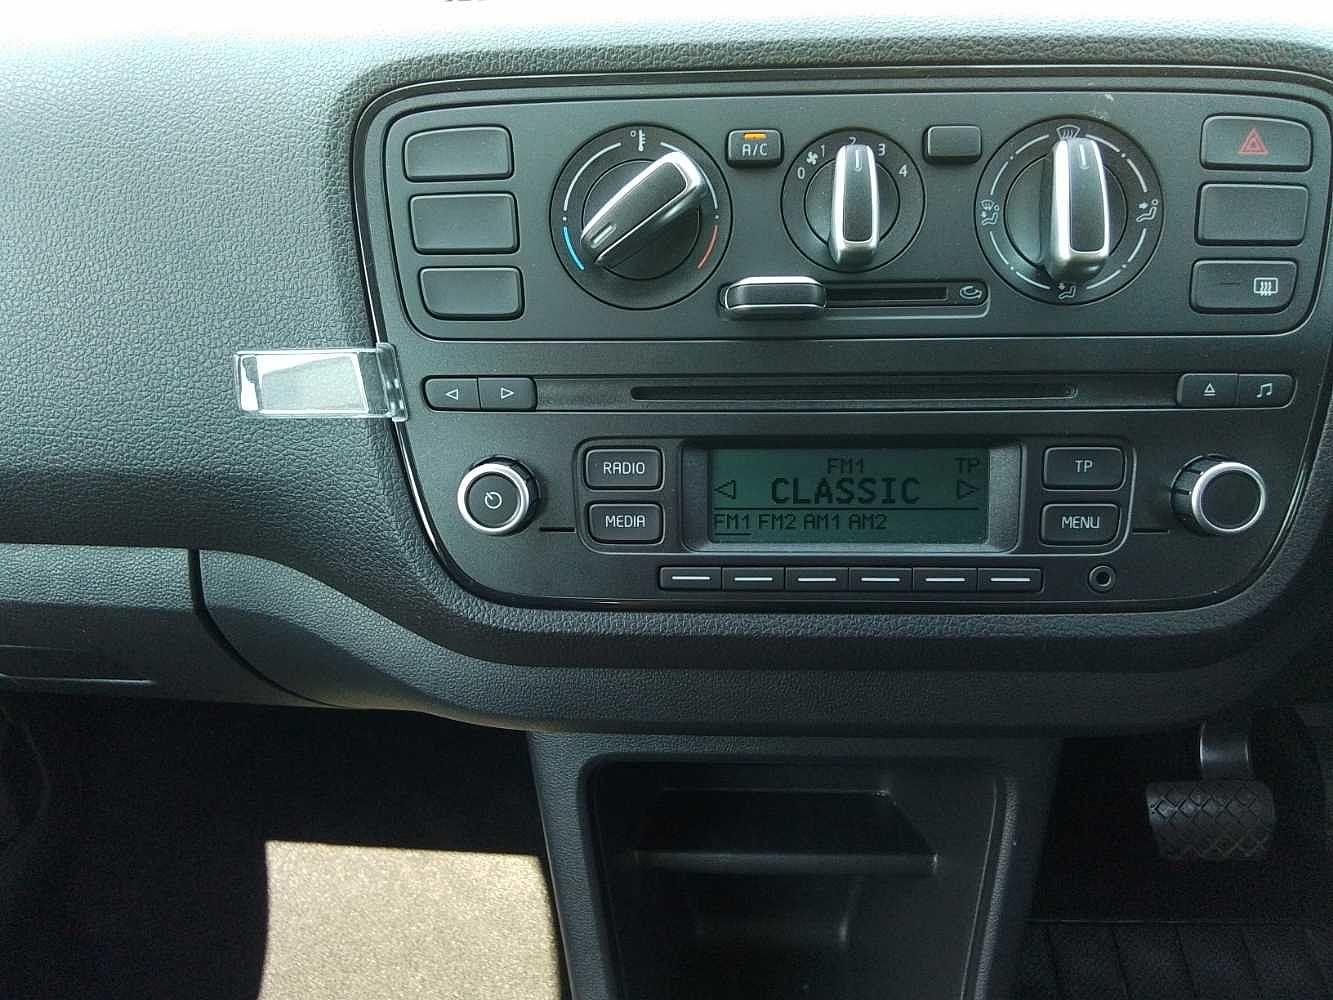 A/C
0 1 2 3 4
RADIO
MEDIA
FM1 TP
CLASSIC
FM1 FM2 AM1 AM2
TP
MENU